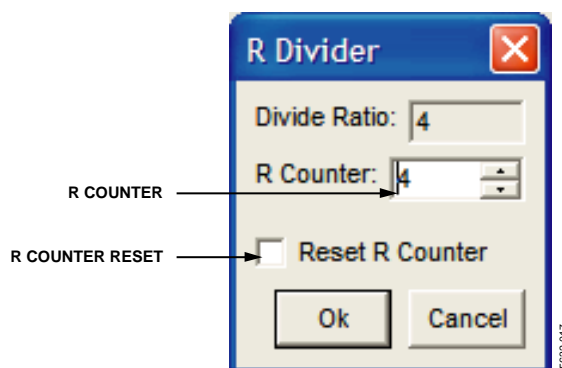 R Divider
Divide Ratio: 4
R Counter: 4
R COUNTER
R COUNTER RESET
Reset R Counter
Ok
Cancel